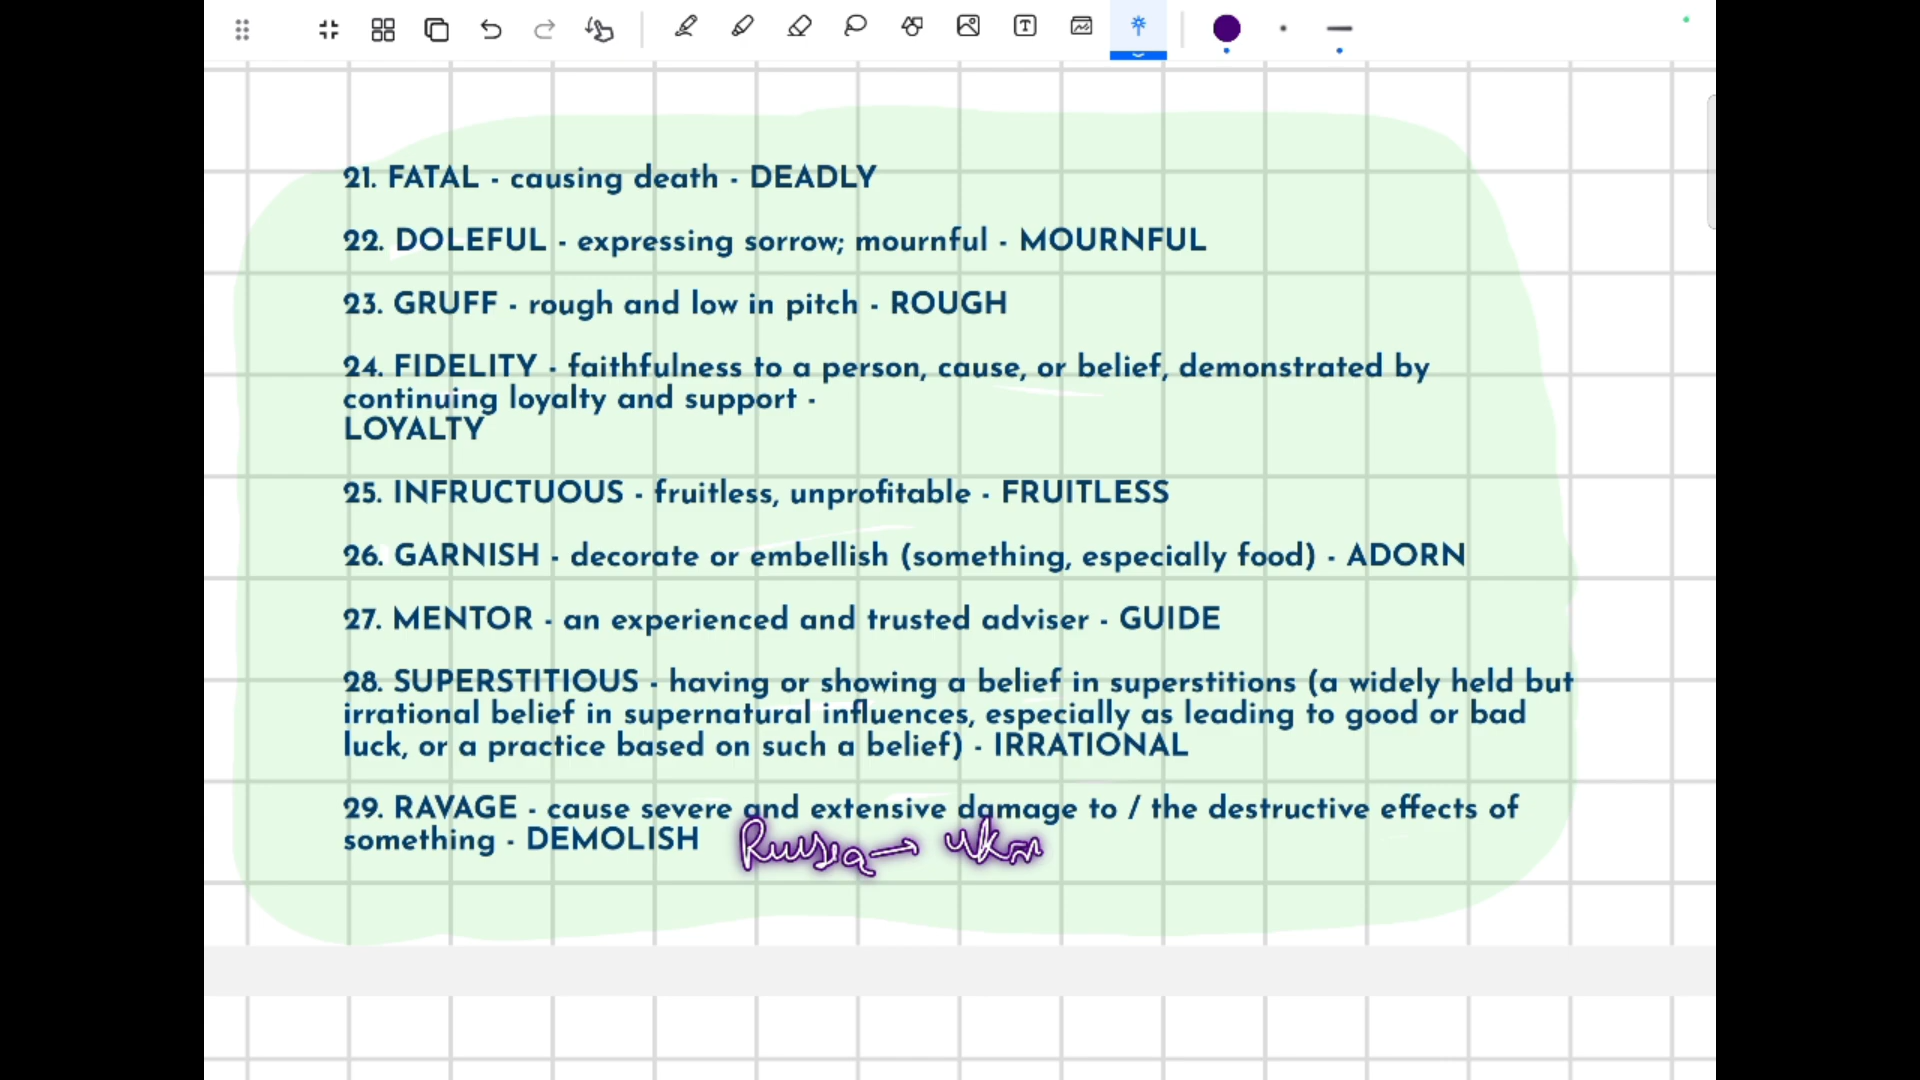 21. FATAL - causing death - DEADLY
22. DOLEFUL - expressing sorrow; mournful - MOURNFUL
23. GRUFF - rough and low in pitch - ROUGH
24. FIDELITY - faithfulness to a person, cause, or belief, demonstrated by
continuing loyalty and support -
LOYALTY
25. INFRUCTUOUS - fruitless, unprofitable - FRUITLESS
26. GARNISH - decorate or embellish (something, especially food) - ADORN
27. MENTOR - an experienced and trusted adviser - GUIDE
28. SUPERSTITIOUS - having or showing a belief in superstitions (a widely held but
irrational belief in supernatural influences, especially as leading to good or bad
luck, or a practice based on such a belief) - IRRATIONAL
29. RAVAGE - cause severe and extensive damage to / the destructive effects of
something - DEMOLISH Russia →